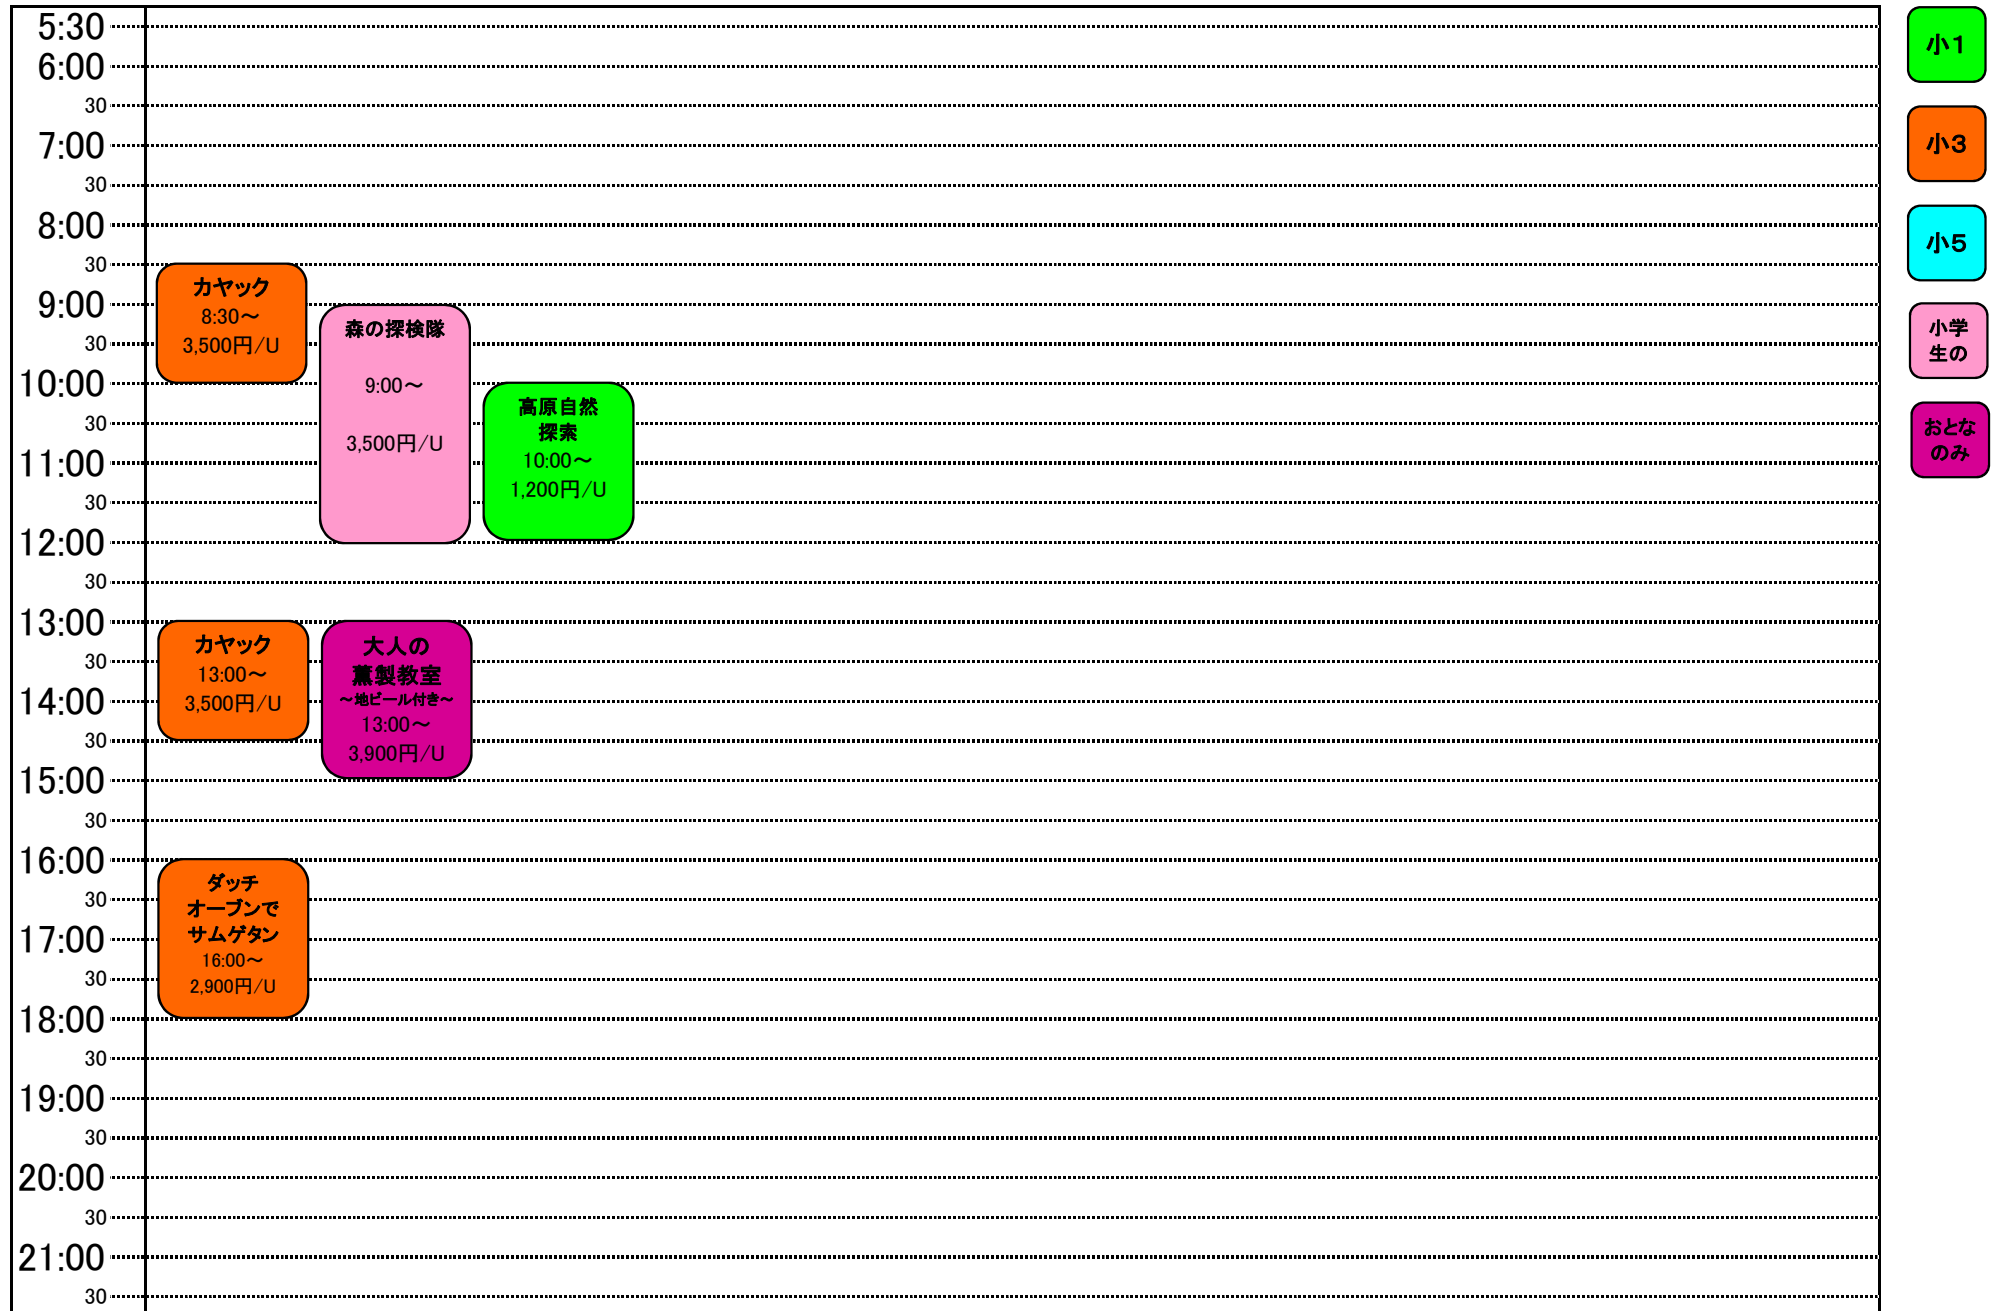 5:30
6:00
30
7:00
30
8:00
30
9:00
30
10:00
30
11:00
30
12:00
30
13:00
30
14:00
30
15:00
30
16:00
30
17:00
30
18:00
30
19:00
30
20:00
30
21:00
30
カヤック
8:30～
3,500円/U
森の探検隊
9:00～
3,500円/U
高原自然
探索
10:00～
1,200円/U
カヤック
13:00～
3,500円/U
大人の
薫製教室
～地ビール付き～
13:00～
3,900円/U
ダッチ
オーブンで
サムゲタン
16:00～
2,900円/U
小1
小3
小5
小学
生の
おとな
のみ